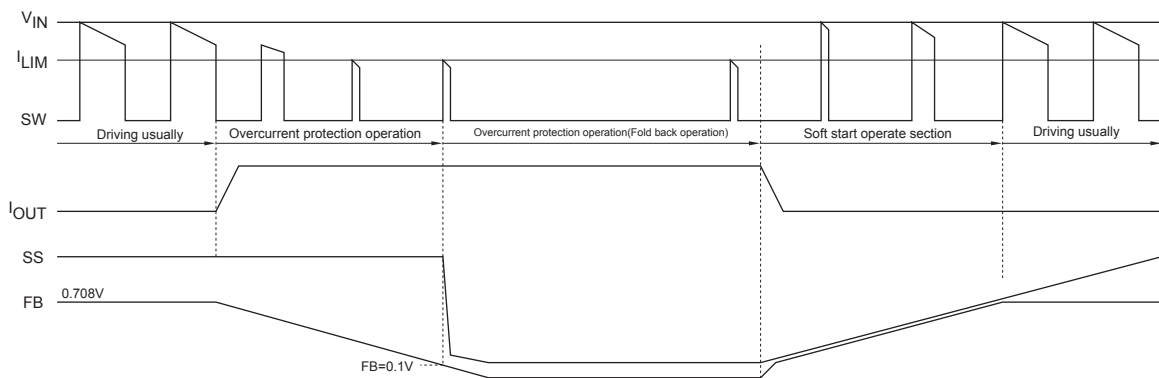 VIN
ILIM
SW
Driving usually
Overcurrent protection operation
Overcurrent protection operation(Fold back operation)
Soft start operate section
Driving usually
IOUT
SS
FB
0.708V
FB=0.1V